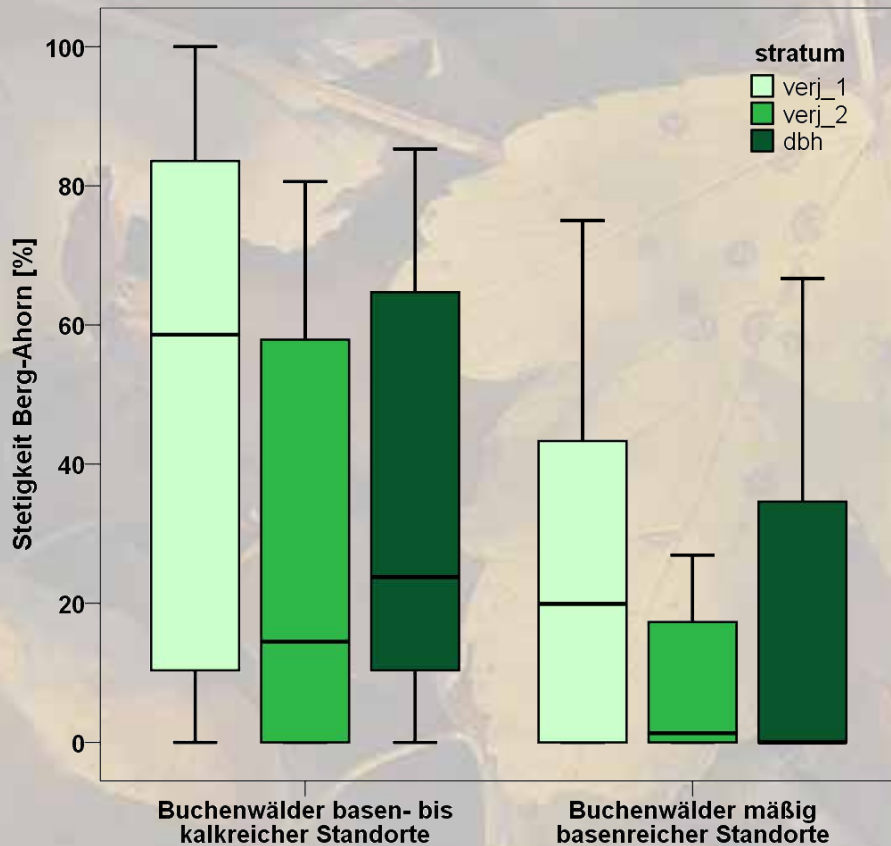 100
80
60
40
20
0
Stetigkeit Berg-Ahorn [%]
stratum
verj_1
verj_2
dbh
Buchenwälder basen- bis
kalkreicher Standorte
Buchenwälder mäßig
basenreicher Standorte